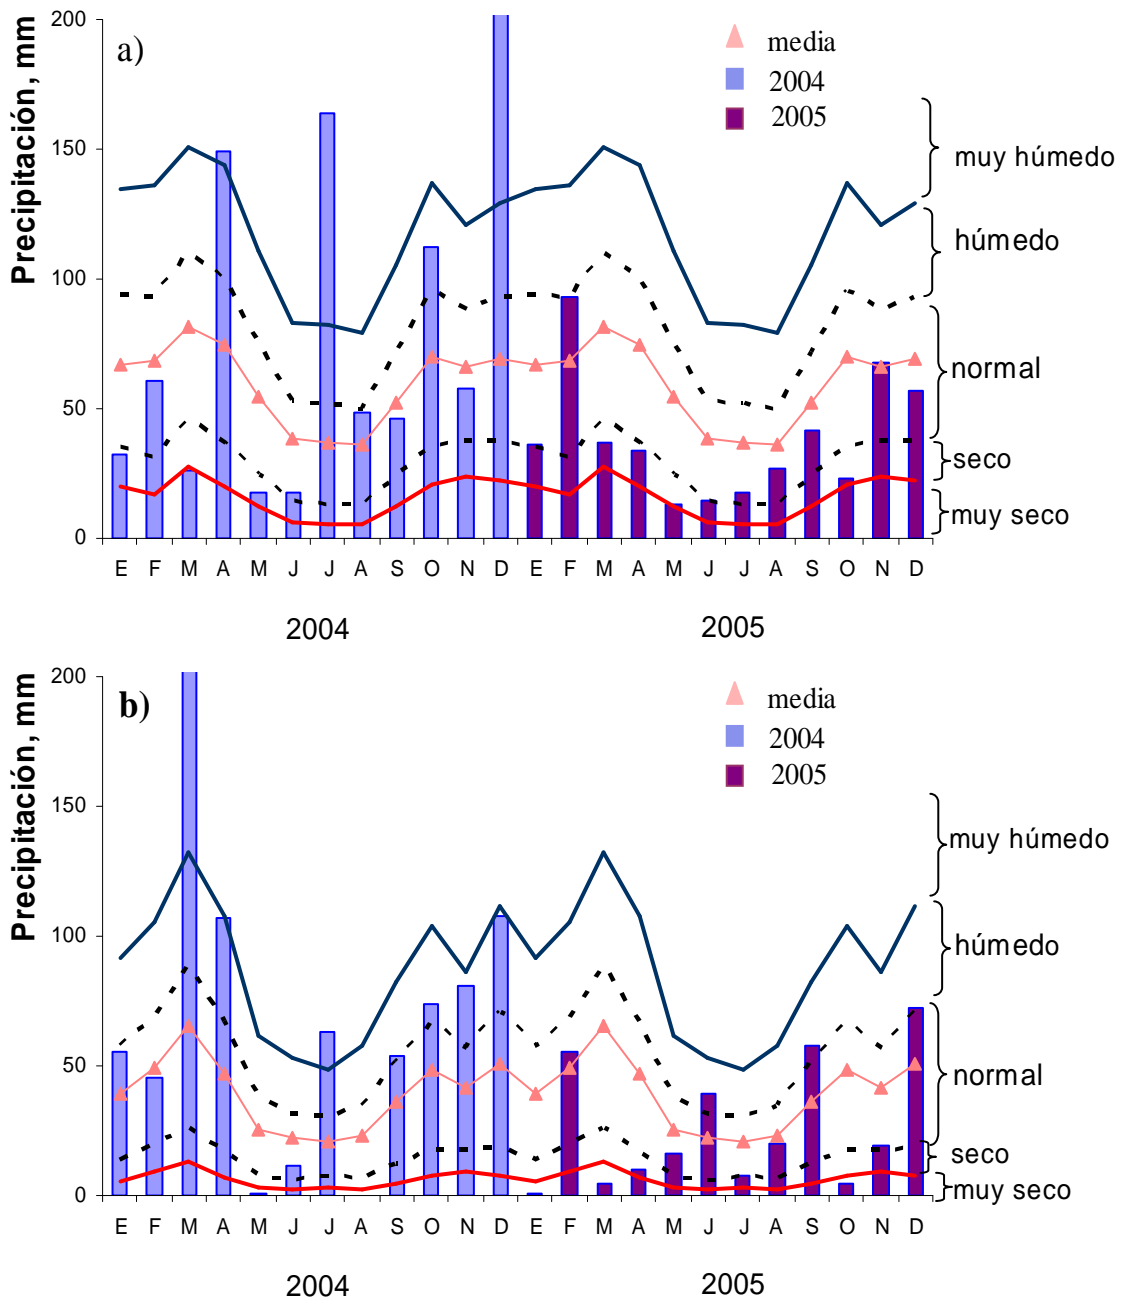 a)
Precipitación, mm
200
150
100
50
0
media
2004
2005
muy húmedo
húmedo
normal
seco
muy seco
E F M A M J J A S O N D E F M A M J J A S O N D
2004 2005
b)
Precipitación, mm
200
150
100
50
0
media
2004
2005
muy húmedo
húmedo
normal
seco
muy seco
E F M A M J J A S O N D E F M A M J J A S O N D
2004 2005